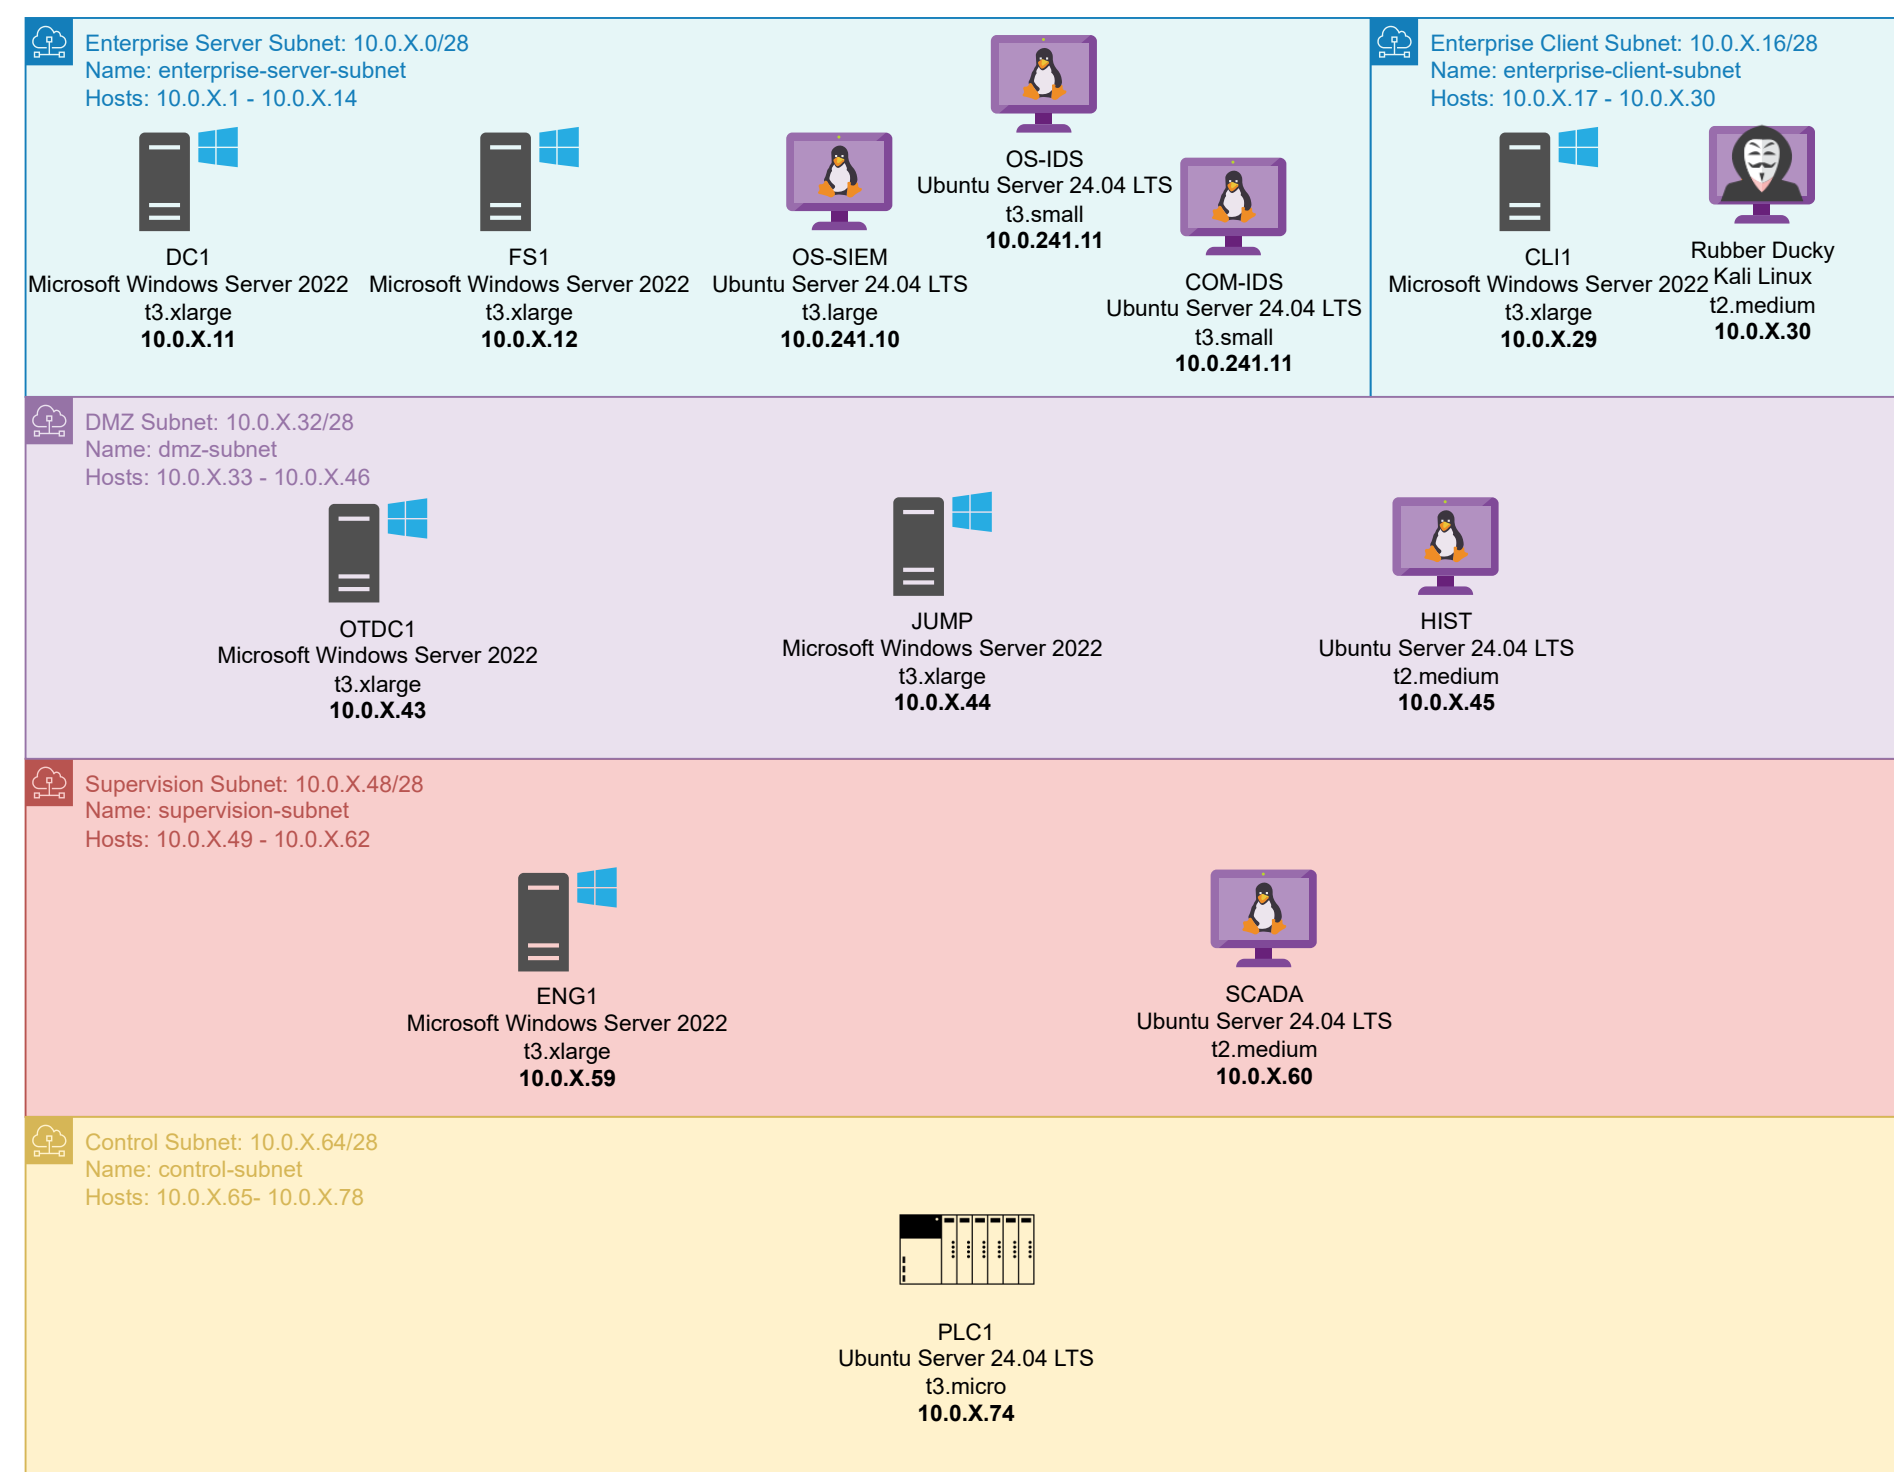 Enterprise Server Subnet: 10.0.X.0/28
Name: enterprise-server-subnet
Hosts: 10.0.X.1 - 10.0.X.14
DC1
Microsoft Windows Server 2022
t3.xlarge
10.0.X.11
FS1
Microsoft Windows Server 2022
t3.xlarge
10.0.X.12
OS-SIEM
Ubuntu Server 24.04 LTS
t3.large
10.0.241.10
OS-IDS
Ubuntu Server 24.04 LTS
t3.small
10.0.241.11
COM-IDS
Ubuntu Server 24.04 LTS
t3.small
10.0.241.11
Enterprise Client Subnet: 10.0.X.16/28
Name: enterprise-client-subnet
Hosts: 10.0.X.17 - 10.0.X.30
CLI1
Microsoft Windows Server 2022
t3.xlarge
10.0.X.29
Rubber Ducky
Kali Linux
t2.medium
10.0.X.30
DMZ Subnet: 10.0.X.32/28
Name: dmz-subnet
Hosts: 10.0.X.33 - 10.0.X.46
OTDC1
Microsoft Windows Server 2022
t3.xlarge
10.0.X.43
JUMP
Microsoft Windows Server 2022
t3.xlarge
10.0.X.44
HIST
Ubuntu Server 24.04 LTS
t2.medium
10.0.X.45
Supervision Subnet: 10.0.X.48/28
Name: supervision-subnet
Hosts: 10.0.X.49 - 10.0.X.62
ENG1
Microsoft Windows Server 2022
t3.xlarge
10.0.X.59
SCADA
Ubuntu Server 24.04 LTS
t2.medium
10.0.X.60
Control Subnet: 10.0.X.64/28
Name: control-subnet
Hosts: 10.0.X.65- 10.0.X.78
PLC1
Ubuntu Server 24.04 LTS
t3.micro
10.0.X.74